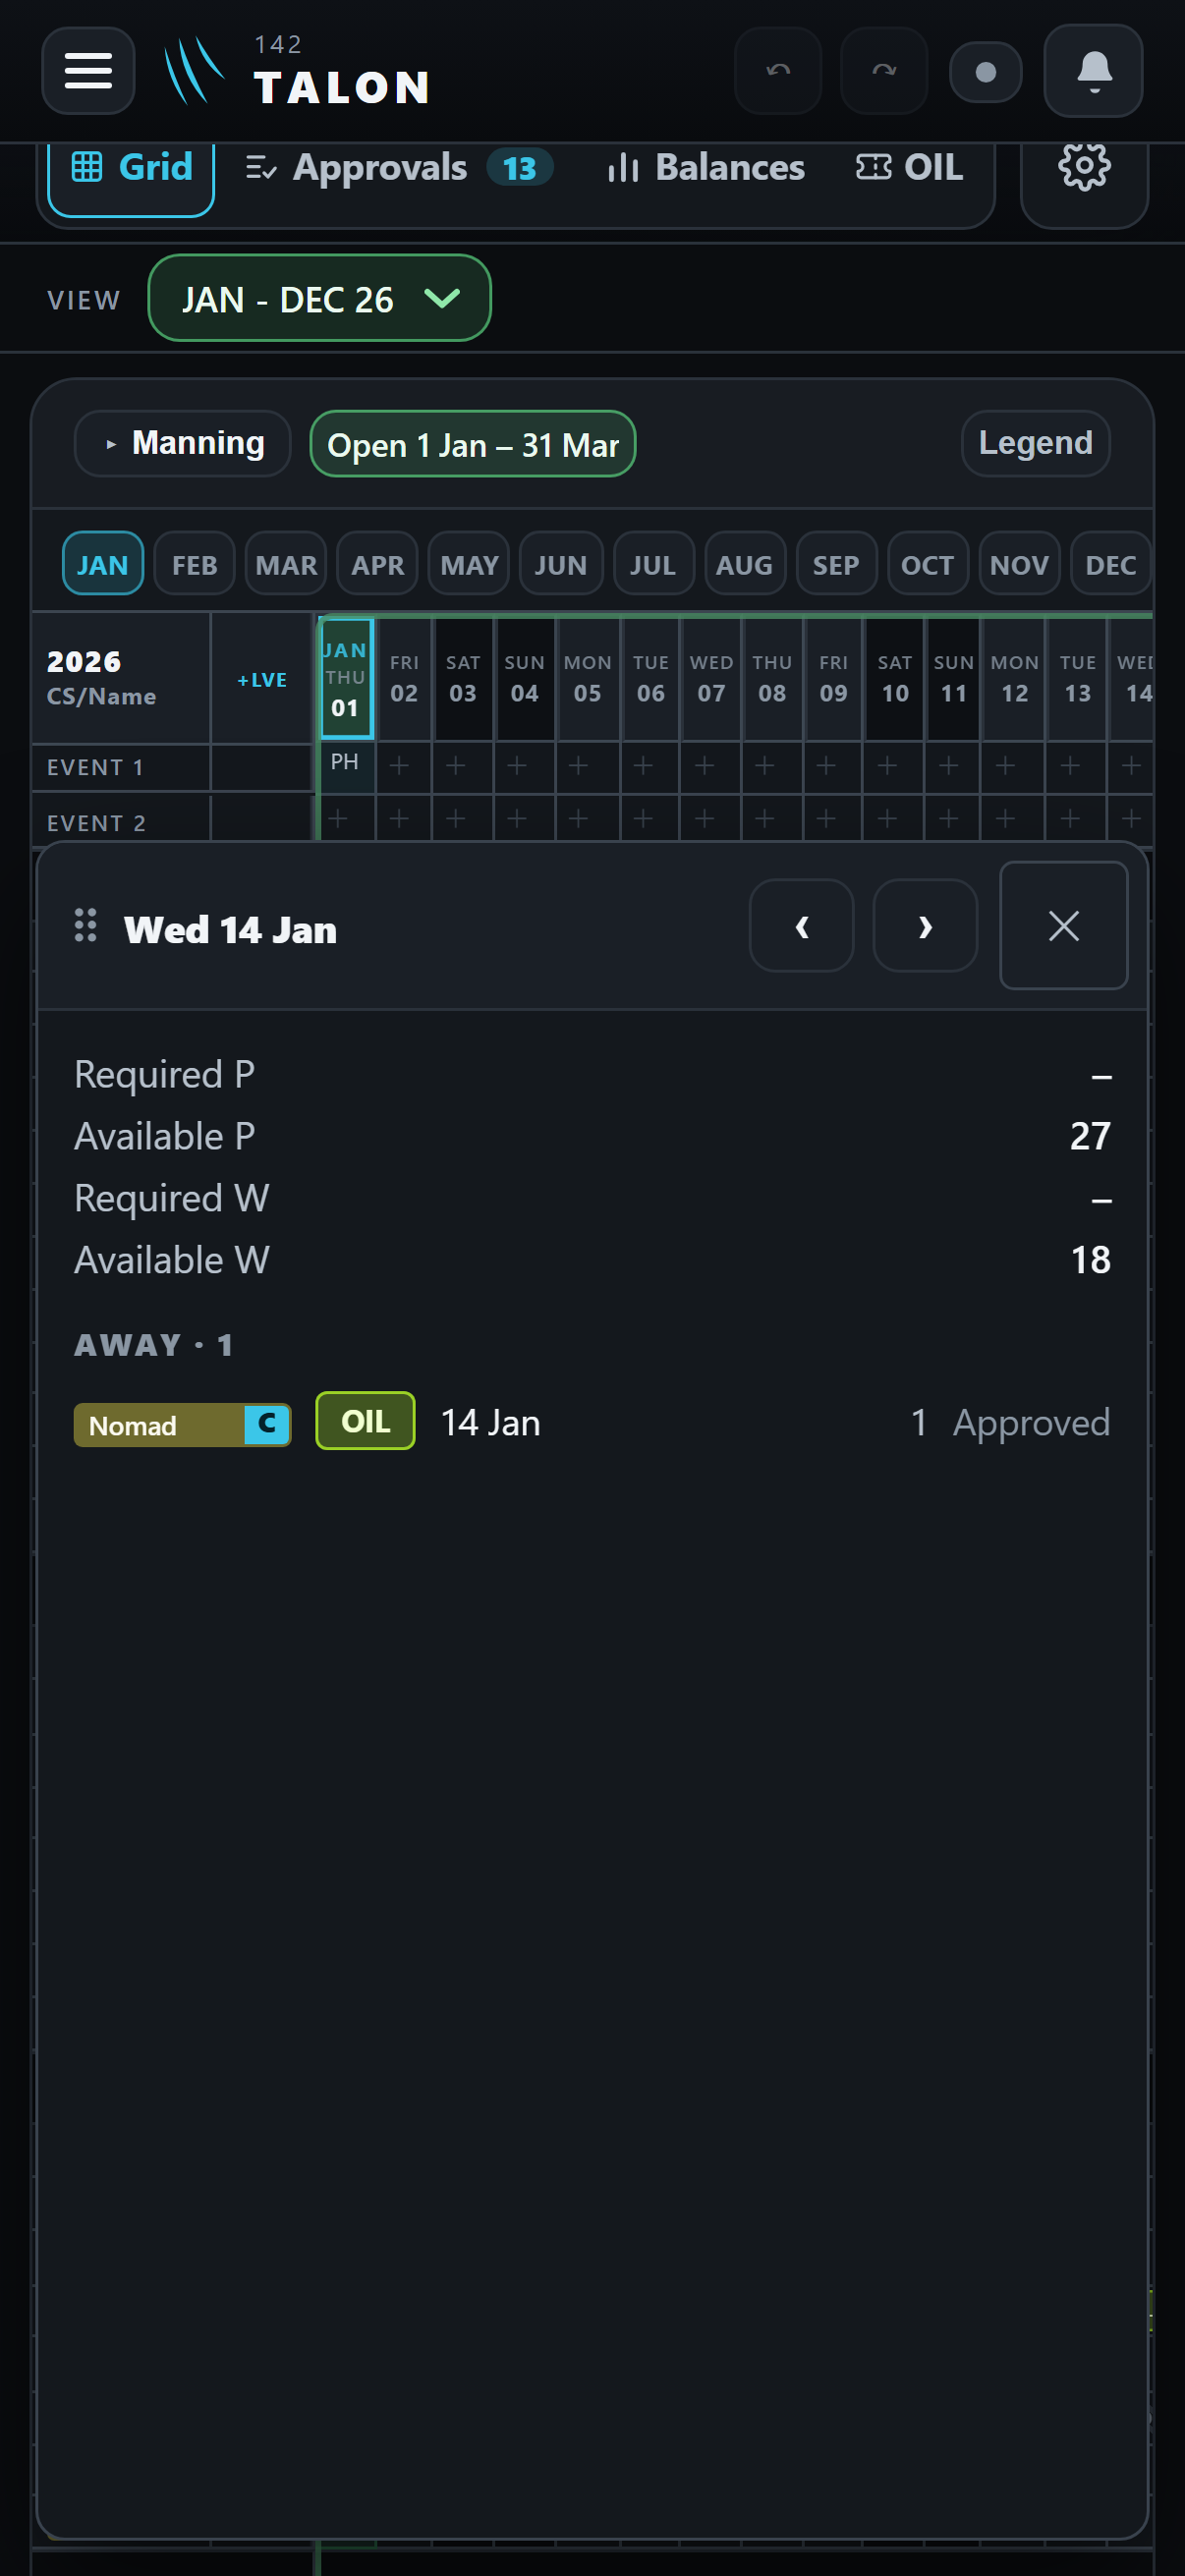 142
TALON
Grid Approvals 13 Balances OIL
VIEW JAN - DEC 26
Manning Open 1 Jan – 31 Mar Legend
JAN FEB MAR APR MAY JUN JUL AUG SEP OCT NOV DEC
2026
CS/Name
+LVE
JAN THU 01
FRI 02
SAT 03
SUN 04
MON 05
TUE 06
WED 07
THU 08
FRI 09
SAT 10
SUN 11
MON 12
TUE 13
WED 14
EVENT 1 PH + + + + + + + + + + + + +
EVENT 2 + + + + + + + + + + + + + +
Wed 14 Jan
Required P –
Available P 27
Required W –
Available W 18
AWAY · 1
Nomad C OIL 14 Jan 1 Approved